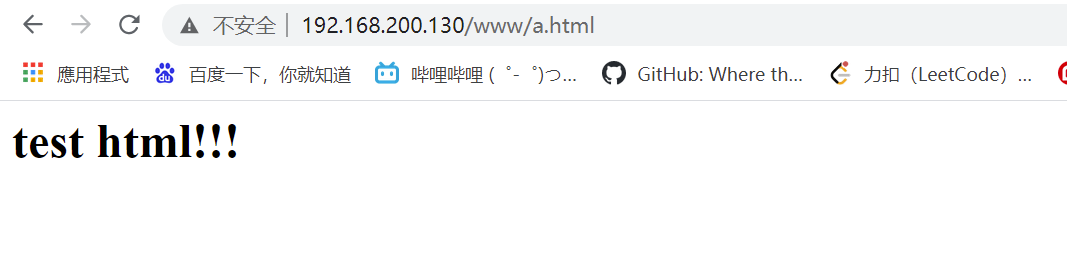 不安全 | 192.168.200.130/www/a.html
應用程式 百度一下，你就知道 哔哩哔哩 ( ゜- ゜)つ... GitHub: Where th... 力扣（LeetCode）...
test html!!!